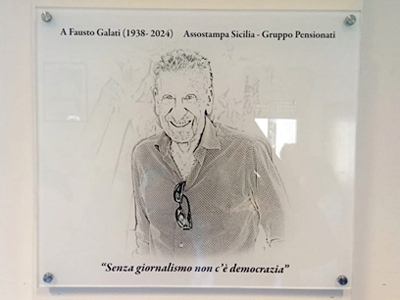 A Fausto Galati (1938- 2024) Assostampa Sicilia - Gruppo Pensionati
“Senza giornalismo non c’è democrazia”